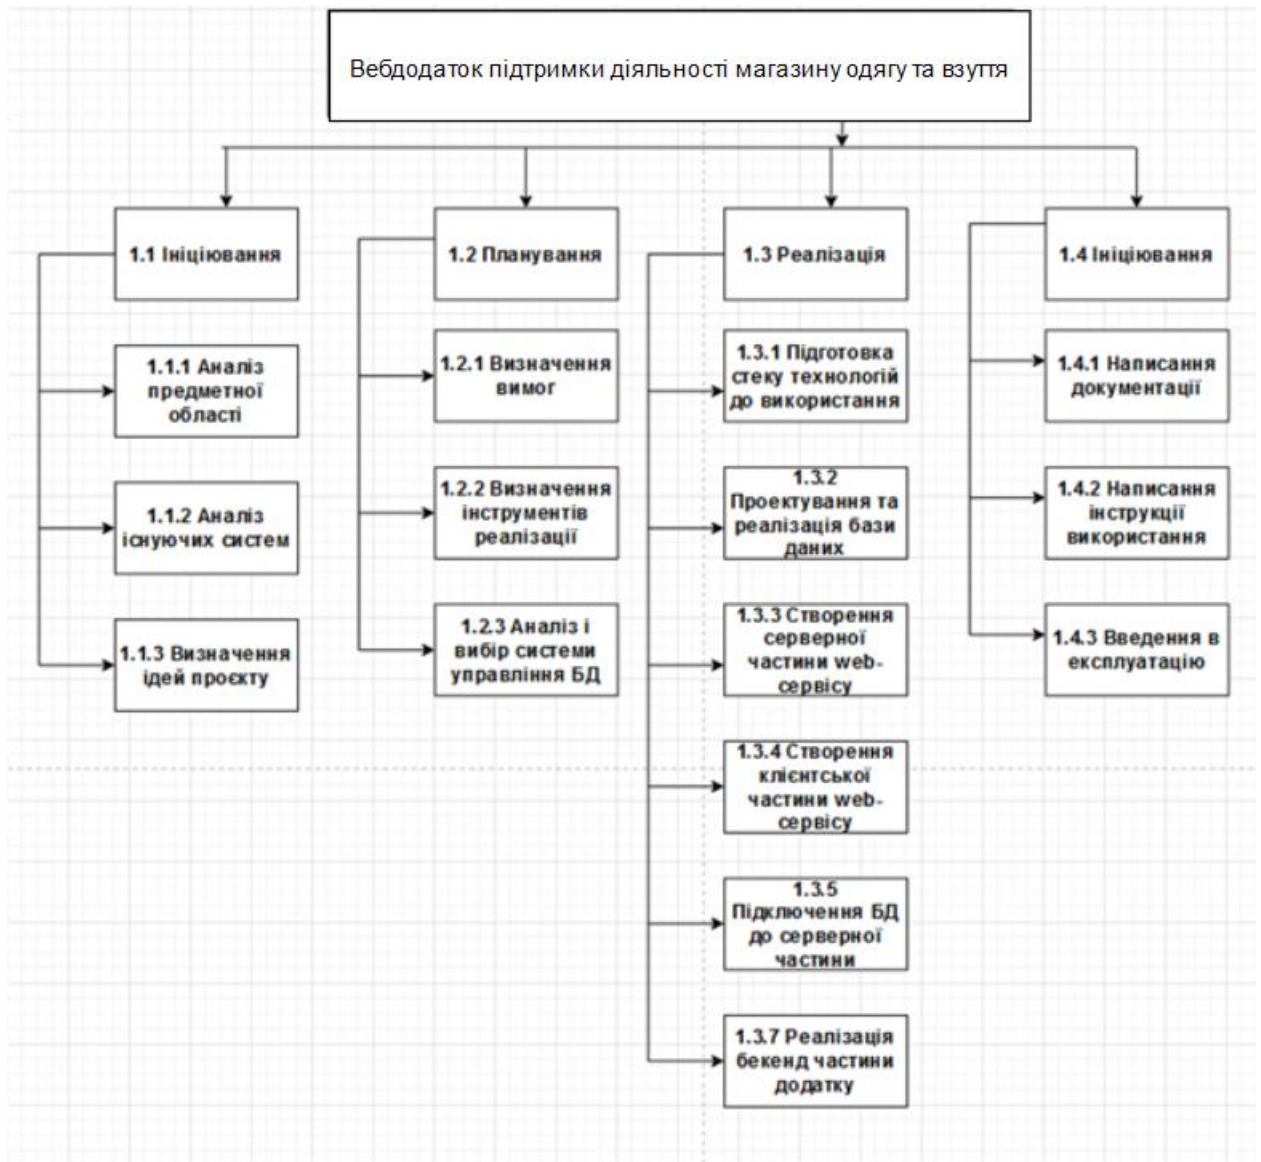 Вебдодаток підтримки діяльності магазину одягу та взуття
1.1 Ініціювання
1.2 Планування
1.3 Реалізація
1.4 Ініціювання
1.1.1 Аналіз
предметної
області
1.1.2 Аналіз
існуючих систем
1.1.3 Визначення
ідей проєкту
1.2.1 Визначення
вимог
1.2.2 Визначення
інструментів
реалізації
1.2.3 Аналіз і
вибір системи
управління БД
1.3.1 Підготовка
стеку технологій
до використання
1.3.2
Проектування та
реалізація бази
даних
1.3.3 Створення
серверної
частини web-
сервісу
1.3.4 Створення
клієнтської
частини web-
сервісу
1.3.5
Підключення БД
до серверної
частини
1.3.7 Реалізація
бекенд частини
додатку
1.4.1 Написання
документації
1.4.2 Написання
інструкції
використання
1.4.3 Введення в
експлуатацію